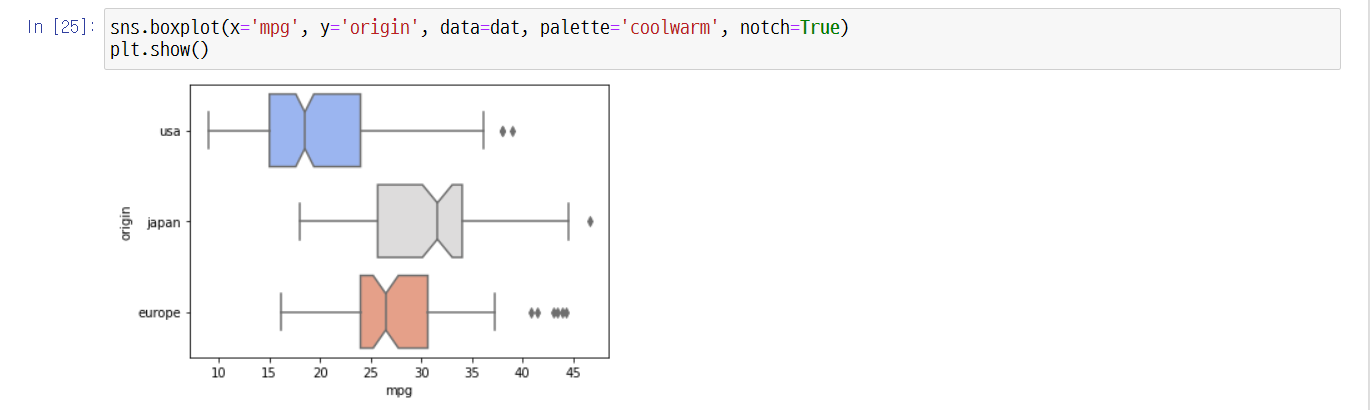 In [25]: sns.boxplot(x='mpg', y='origin', data=dat, palette='coolwarm', notch=True)
plt.show()
usa
japan
europe
origin
10 15 20 25 30 35 40 45
mpg